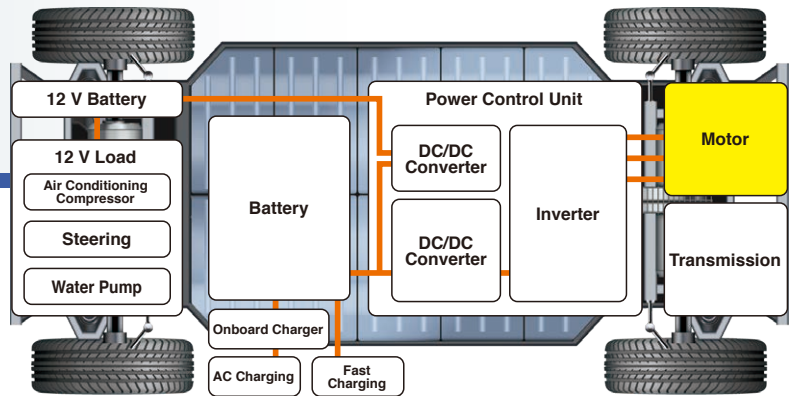 12 V Battery
12 V Load
Air Conditioning
Compressor
Steering
Water Pump
Battery
Onboard Charger
AC Charging
Fast
Charging
Power Control Unit
DC/DC
Converter
DC/DC
Converter
Inverter
Motor
Transmission